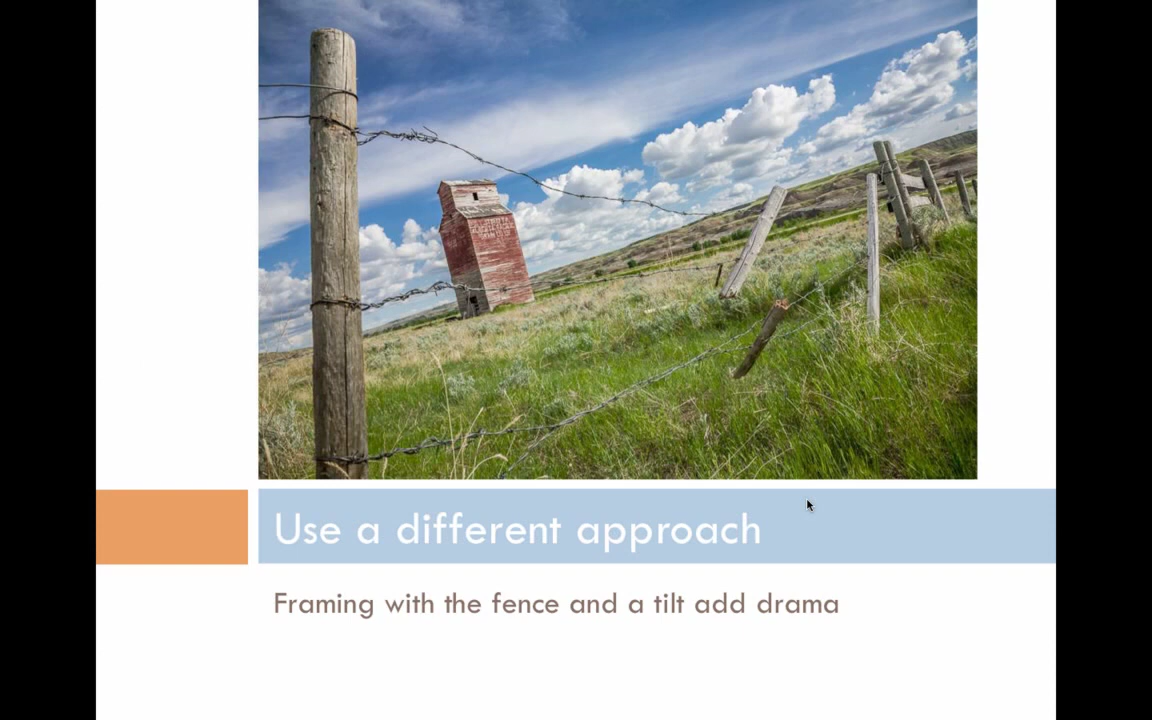 Use a different approach
Framing with the fence and a tilt add drama